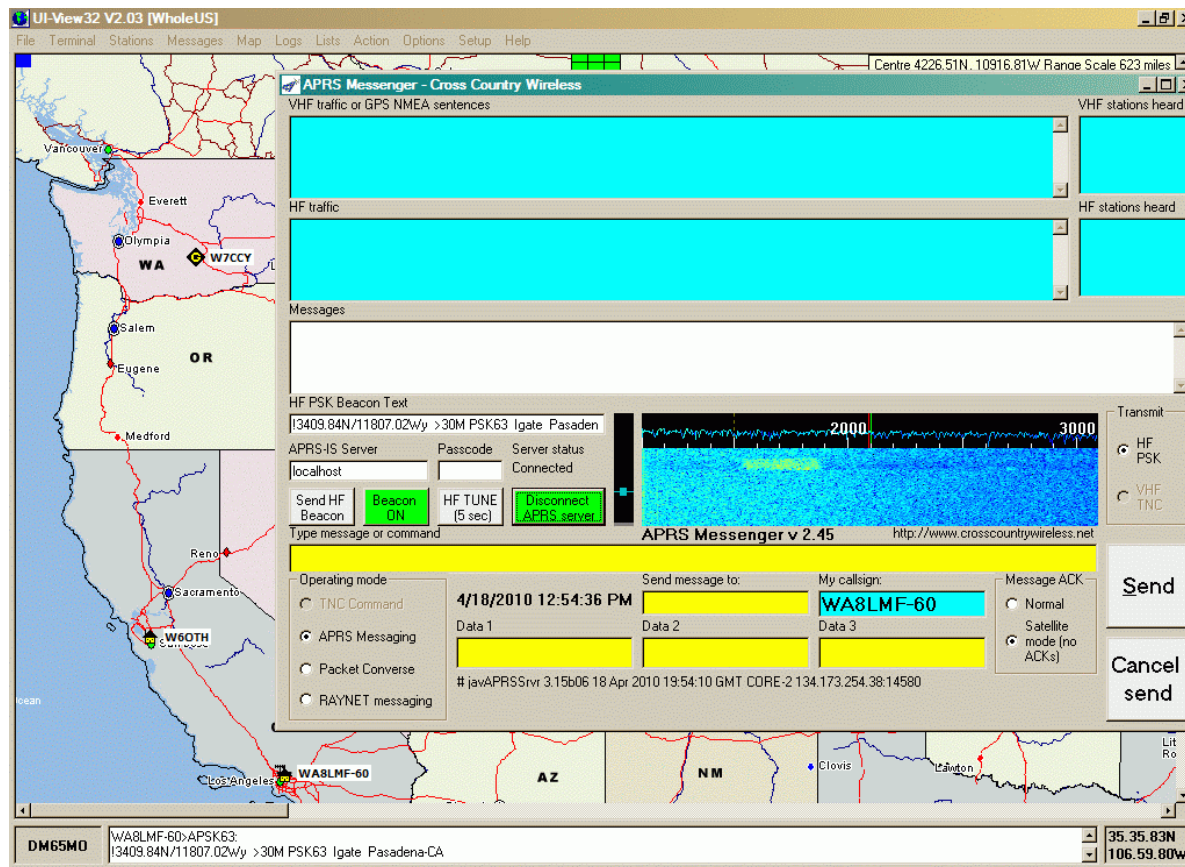 UI-View32 V2.03 [WholeUS]
File Terminal Stations Messages Map Logs Lists Action Options Setup Help
Centre 4226.51N, 10916.81W Range Scale 623 miles
APRS Messenger - Cross Country Wireless
VHF traffic or GPS NMEA sentences
VHF stations heard
Vancouver
Everett
HF traffic
HF stations heard
Olympia
WA
W7CCY
Messages
Salem
OR
Eugene
HF PSK Beacon Text
!3409.84N/11807.02Wy >30M PSK63 Igate Pasaden
Transmit
2000
3000
Medford
APRS-IS Server
Passcode
Server status
HF PSK
localhost
Connected
VHF TNC
Send HF Beacon
Beacon ON
HF TUNE (5 sec)
Disconnect APRS server
APRS Messenger v 2.45
http://www.crosscountrywireless.net
Type message or command
Reno
Operating mode
Send message to:
My callsign:
Message ACK
Send
Sacramento
TNC Command
4/18/2010 12:54:36 PM
WA8LMF-60
Normal
Data 1
Data 2
Data 3
Satellite mode (no ACKs)
W6OTH
APRS Messaging
Packet Converse
Cancel send
# javAPRSSrvr 3.15b06 18 Apr 2010 19:54:10 GMT CORE-2 134.173.254.38:14580
RAYNET messaging
Lit
Ro
Los Angeles
WA8LMF-60
AZ
NM
Clovis
Lawton
DM65MO
WA8LMF-60>APSK63:
!3409.84N/11807.02Wy >30M PSK63 Igate Pasadena-CA
35.35.83N
106.59.80W